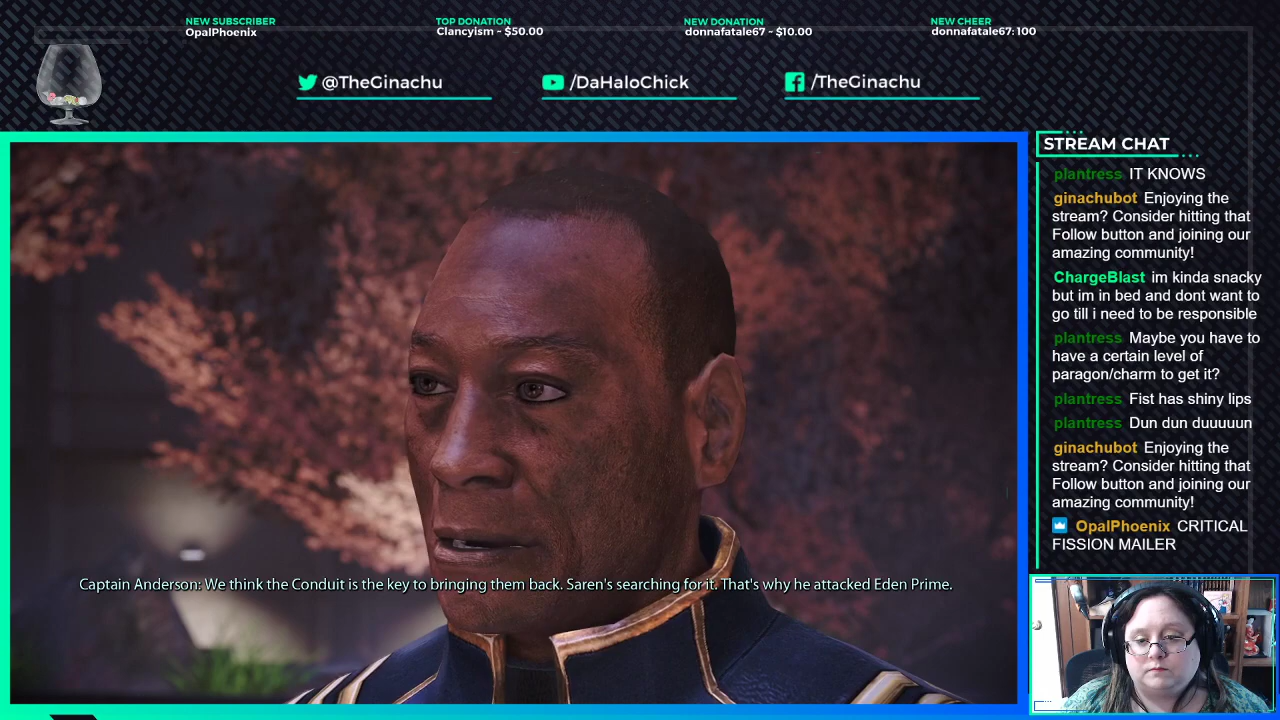 NEW SUBSCRIBER
OpalPhoenix
TOP DONATION
Clancyism - $50.00
NEW DONATION
donnafatale67 - $10.00
NEW CHEER
donnafatale67: 100
@TheGinachu
/DaHaloChick
/TheGinachu
STREAM CHAT
plantress IT KNOWS
ginachubot Enjoying the
stream? Consider hitting that
Follow button and joining our
amazing community!
ChargeBlast im kinda snacky
but im in bed and dont want to
go till i need to be responsible
plantress Maybe you have to
have a certain level of
paragon/charm to get it?
plantress Fist has shiny lips
plantress Dun dun duuuun
ginachubot Enjoying the
stream? Consider hitting that
Follow button and joining our
amazing community!
OpalPhoenix CRITICAL
FISSION MAILER
Captain Anderson: We think the Conduit is the key to bringing them back. Saren's searching for it. That's why he attacked Eden Prime.